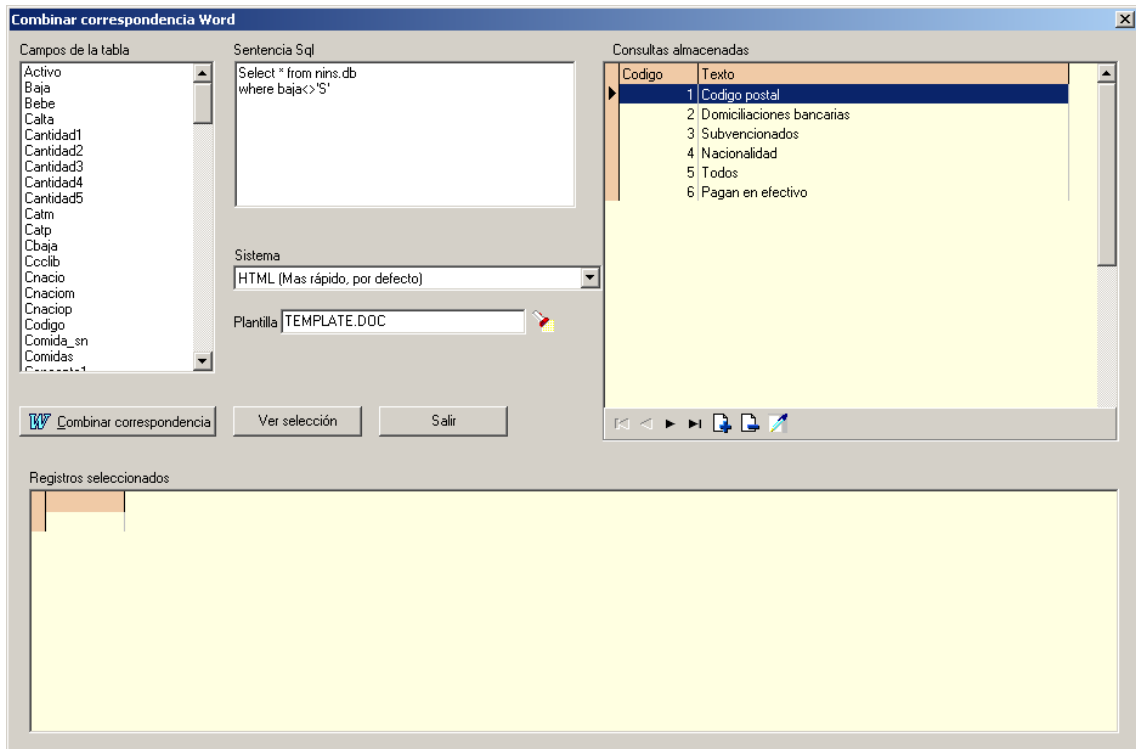 Combinar correspondencia Word
Campos de la tabla
Activo
Baja
Bebe
Calta
Cantidad1
Cantidad2
Cantidad3
Cantidad4
Cantidad5
Catm
Catp
Cbaja
Ccclib
Cnacio
Cnaciom
Cnaciop
Codigo
Comida_sn
Comidas
Sentencia Sql
Select * from nins.db
where baja<>'S'
Sistema
HTML (Mas rápido, por defecto)
Plantilla TEMPLATE.DOC
Consultas almacenadas
Codigo Texto
1 Codigo postal
2 Domiciliaciones bancarias
3 Subvencionados
4 Nacionalidad
5 Todos
6 Pagan en efectivo
Combinar correspondencia Ver selección Salir
Registros seleccionados